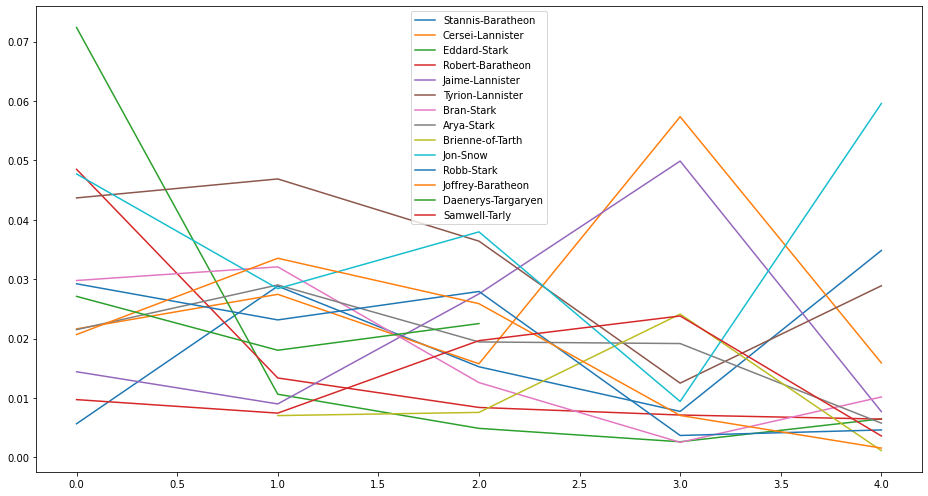 Stannis-Baratheon
Cersei-Lannister
Eddard-Stark
Robert-Baratheon
Jaime-Lannister
Tyrion-Lannister
Bran-Stark
Arya-Stark
Brienne-of-Tarth
Jon-Snow
Robb-Stark
Joffrey-Baratheon
Daenerys-Targaryen
Samwell-Tarly
0.07
0.06
0.05
0.04
0.03
0.02
0.01
0.00
0.0 0.5 1.0 1.5 2.0 2.5 3.0 3.5 4.0